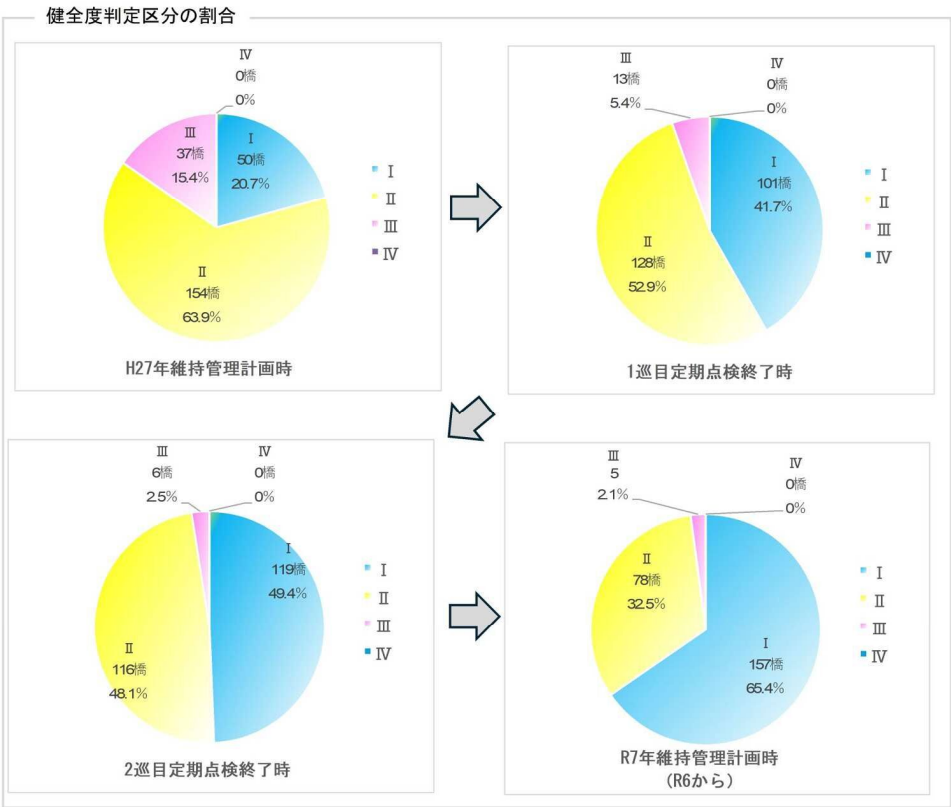 健全度判定区分の割合
Ⅳ
0橋
0%
Ⅲ
37橋
15.4%
Ⅰ
50橋
20.7%
Ⅱ
154橋
63.9%
Ⅰ
Ⅱ
Ⅲ
Ⅳ
H27年維持管理計画時
Ⅲ
13橋
5.4%
Ⅳ
0橋
0%
Ⅰ
101橋
41.7%
Ⅱ
128橋
52.9%
Ⅰ
Ⅱ
Ⅲ
Ⅳ
1巡目定期点検終了時
Ⅲ
6橋
2.5%
Ⅳ
0橋
0%
Ⅰ
119橋
49.4%
Ⅱ
116橋
48.1%
Ⅰ
Ⅱ
Ⅲ
Ⅳ
2巡目定期点検終了時
Ⅲ
5
2.1%
Ⅳ
0橋
0%
Ⅱ
78橋
32.5%
Ⅰ
157橋
65.4%
Ⅰ
Ⅱ
Ⅲ
Ⅳ
R7年維持管理計画時
(R6から)